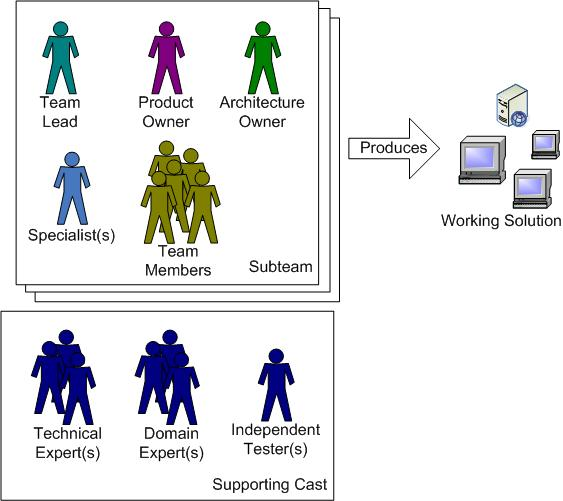 Team
Lead
Product
Owner
Architecture
Owner
Produces
Working Solution
Specialist(s)
Team
Members
Subteam
Technical
Expert(s)
Domain
Expert(s)
Independent
Tester(s)
Supporting Cast